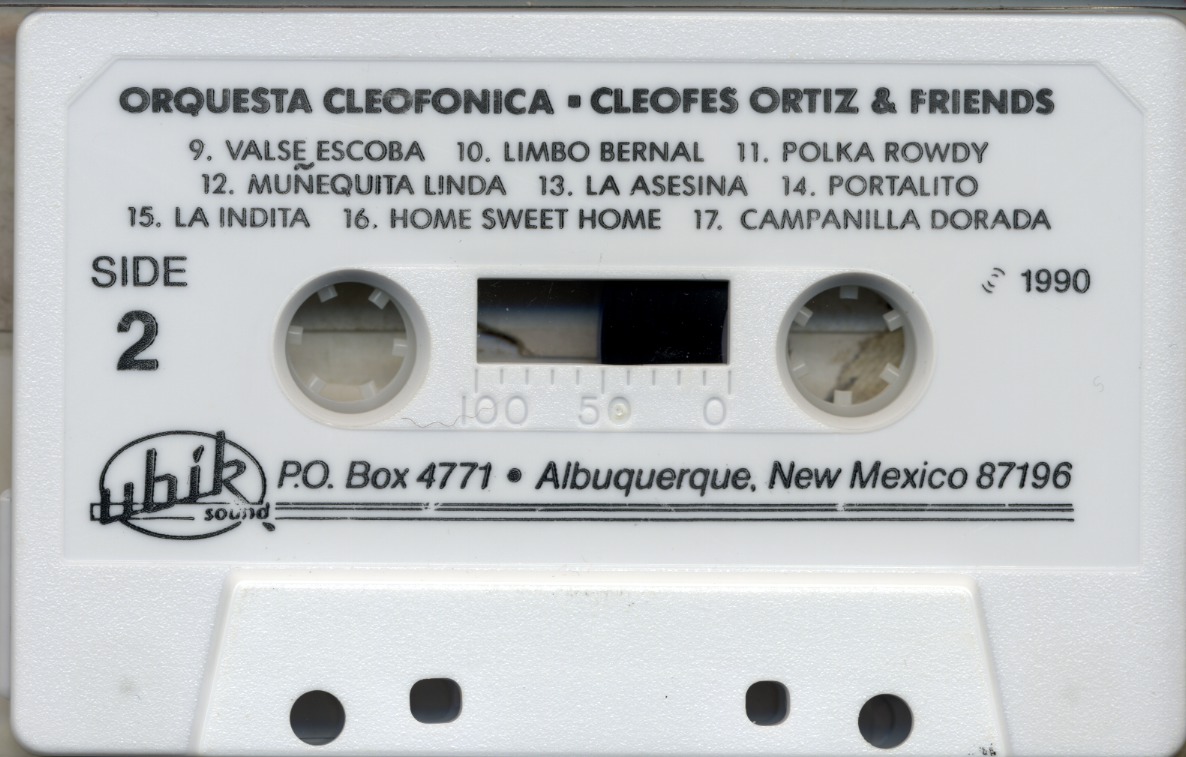 ORQUESTA CLEOFONICA ▪ CLEOFES ORTIZ & FRIENDS
9. VALSE ESCOBA 10. LIMBO BERNAL 11. POLKA ROWDY
12. MUÑEQUITA LINDA 13. LA ASESINA 14. PORTALITO
15. LA INDITA 16. HOME SWEET HOME 17. CAMPANILLA DORADA
SIDE
2
1990
100 50 0
ubik
sound
P.O. Box 4771 • Albuquerque, New Mexico 87196